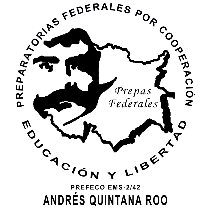 PREPARATORIAS FEDERALES POR COOPERACIÓN
Prepas
Federales
EDUCACIÓN Y LIBERTAD
PREFECO EMS-2/42
ANDRÉS QUINTANA ROO